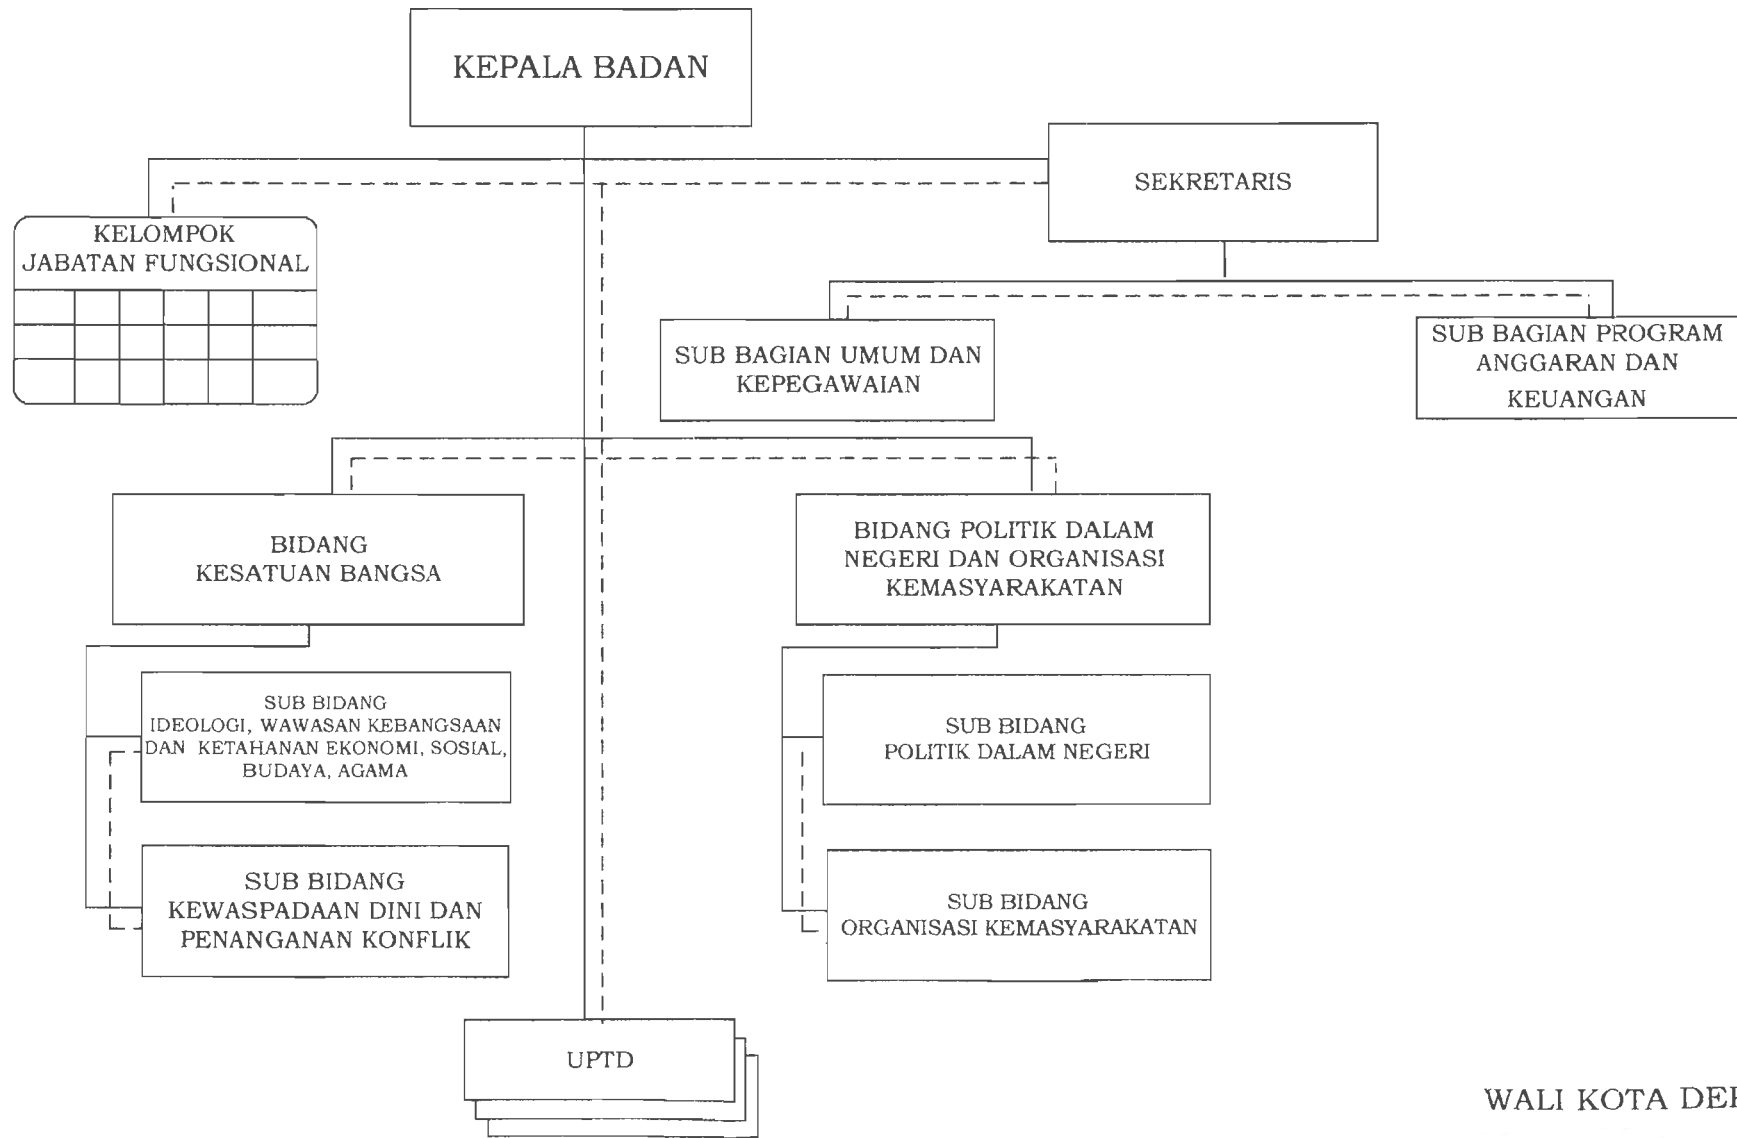 KEPALA BADAN
SEKRETARIS
KELOMPOK
JABATAN FUNGSIONAL
SUB BAGIAN UMUM DAN
KEPEGAWAIAN
SUB BAGIAN PROGRAM
ANGGARAN DAN
KEUANGAN
BIDANG
KESATUAN BANGSA
BIDANG POLITIK DALAM
NEGERI DAN ORGANISASI
KEMASYARAKATAN
SUB BIDANG
IDEOLOGI, WAWASAN KEBANGSAAN
DAN KETAHANAN EKONOMI, SOSIAL,
BUDAYA, AGAMA
SUB BIDANG
POLITIK DALAM NEGERI
SUB BIDANG
KEWASPADAAN DINI DAN
PENANGANAN KONFLIK
SUB BIDANG
ORGANISASI KEMASYARAKATAN
UPTD
WALI KOTA